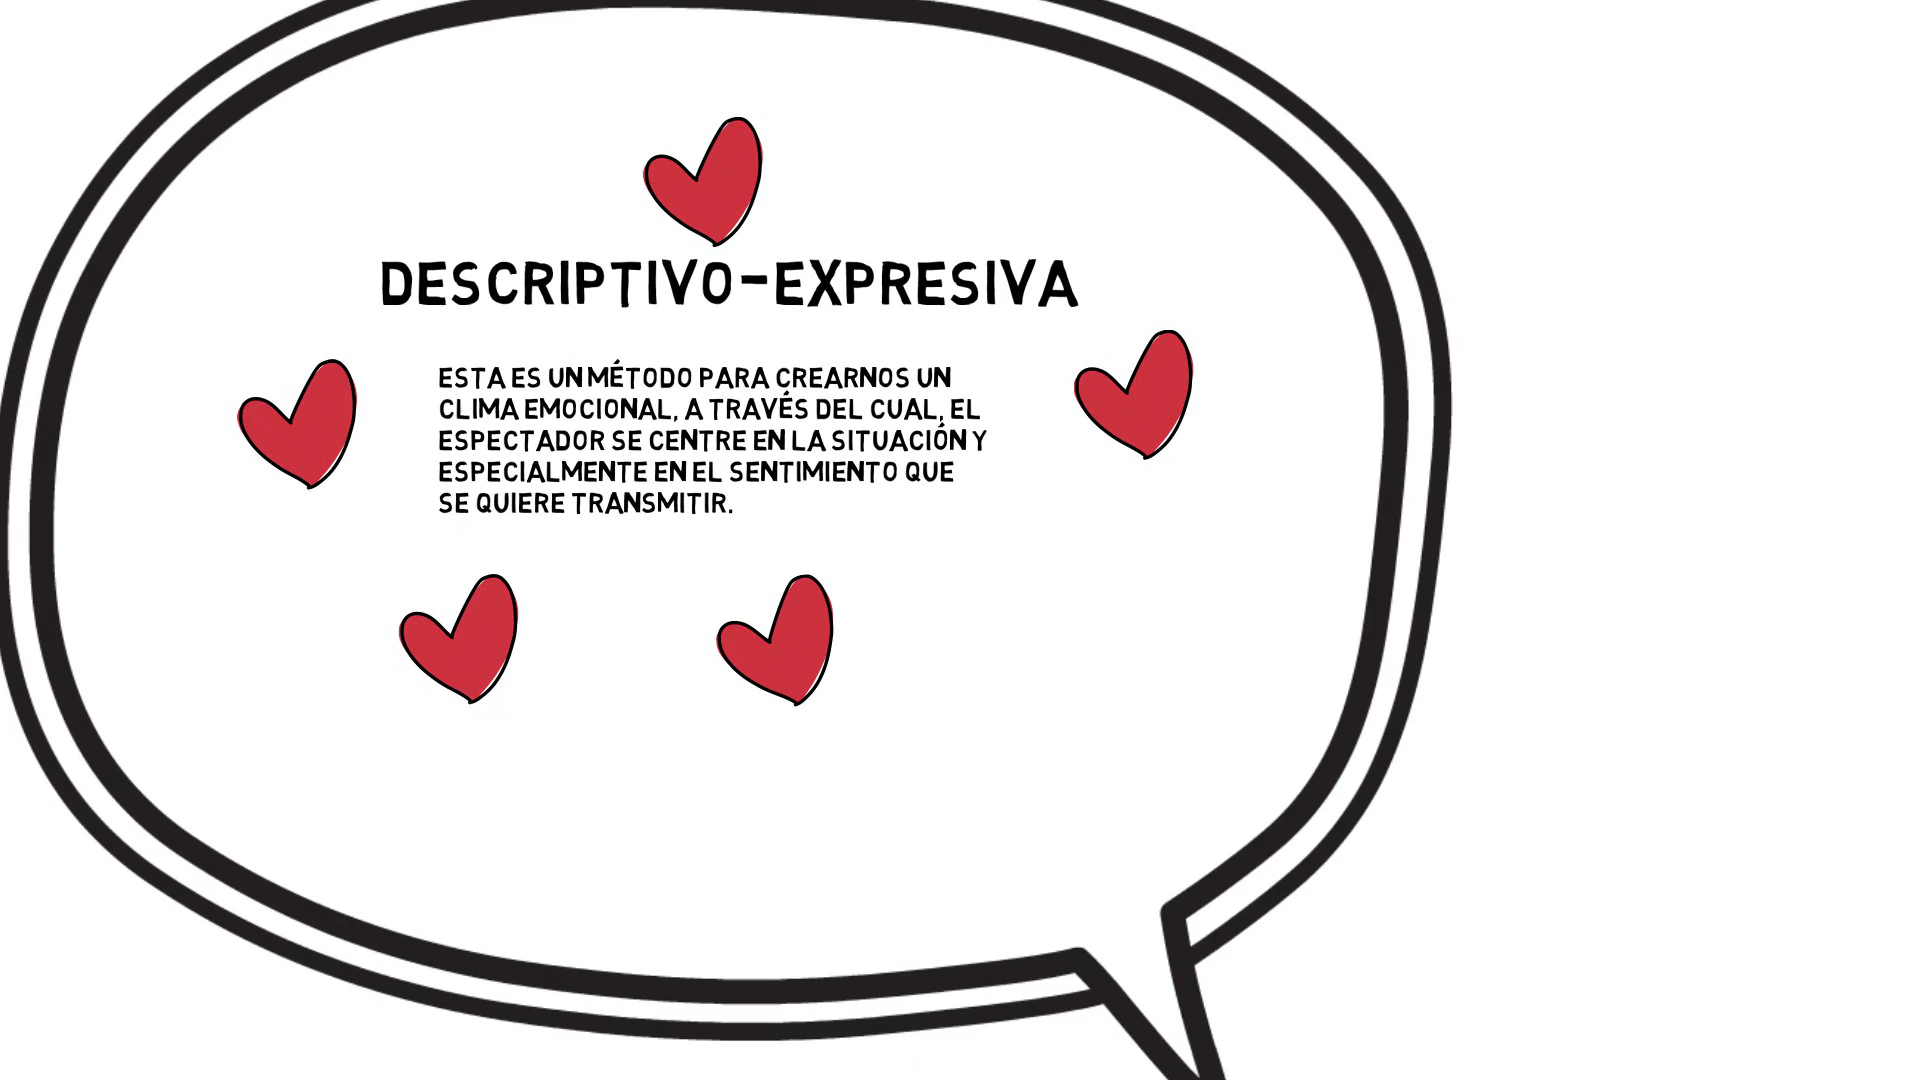 DESCRIPTIVO-EXPRESIVA
ESTA ES UN MÉTODO PARA CREARNOS UN
CLIMA EMOCIONAL, A TRAVÉS DEL CUAL, EL
ESPECTADOR SE CENTRE EN LA SITUACIÓN Y
ESPECIALMENTE EN EL SENTIMIENTO QUE
SE QUIERE TRANSMITIR.